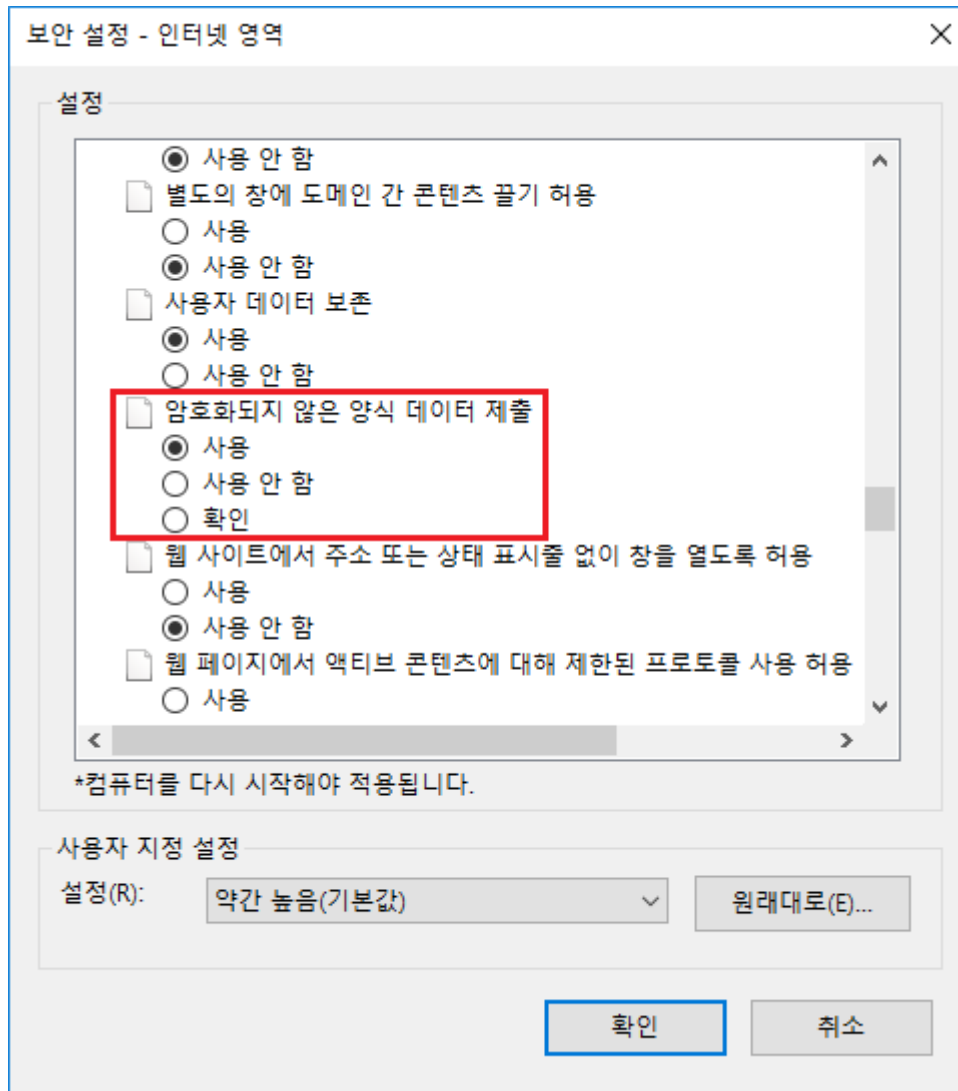 보안 설정 - 인터넷 영역
설정
사용 안 함
별도의 창에 도메인 간 콘텐츠 끌기 허용
사용
사용 안 함
사용자 데이터 보존
사용
사용 안 함
암호화되지 않은 양식 데이터 제출
사용
사용 안 함
확인
웹 사이트에서 주소 또는 상태 표시줄 없이 창을 열도록 허용
사용
사용 안 함
웹 페이지에서 액티브 콘텐츠에 대해 제한된 프로토콜 사용 허용
사용
*컴퓨터를 다시 시작해야 적용됩니다.
사용자 지정 설정
설정(R): 약간 높음(기본값) 원래대로(E)...
확인 취소